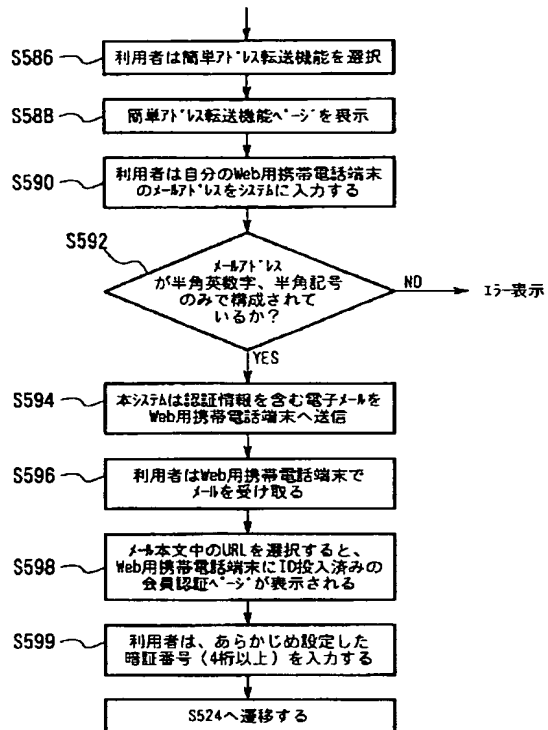 S586
利用者は簡単ｱﾄﾞﾚｽ転送機能を選択
S588
簡単ｱﾄﾞﾚｽ転送機能ﾍﾟｰｼﾞを表示
S590
利用者は自分のWeb用携帯電話端末
のﾒｰﾙｱﾄﾞﾚｽをｼｽﾃﾑに入力する
S592
ﾒｰﾙｱﾄﾞﾚｽ
が半角英数字、半角記号
のみで構成されて
いるか？
NO
ｴﾗｰ表示
YES
S594
本ｼｽﾃﾑは認証情報を含む電子ﾒｰﾙを
Web用携帯電話端末へ送信
S596
利用者はWeb用携帯電話端末で
ﾒｰﾙを受け取る
S598
ﾒｰﾙ本文中のURLを選択すると、
Web用携帯電話端末にID投入済みの
会員認証ﾍﾟｰｼﾞが表示される
S599
利用者は、あらかじめ設定した
暗証番号（4桁以上）を入力する
S524へ遷移する